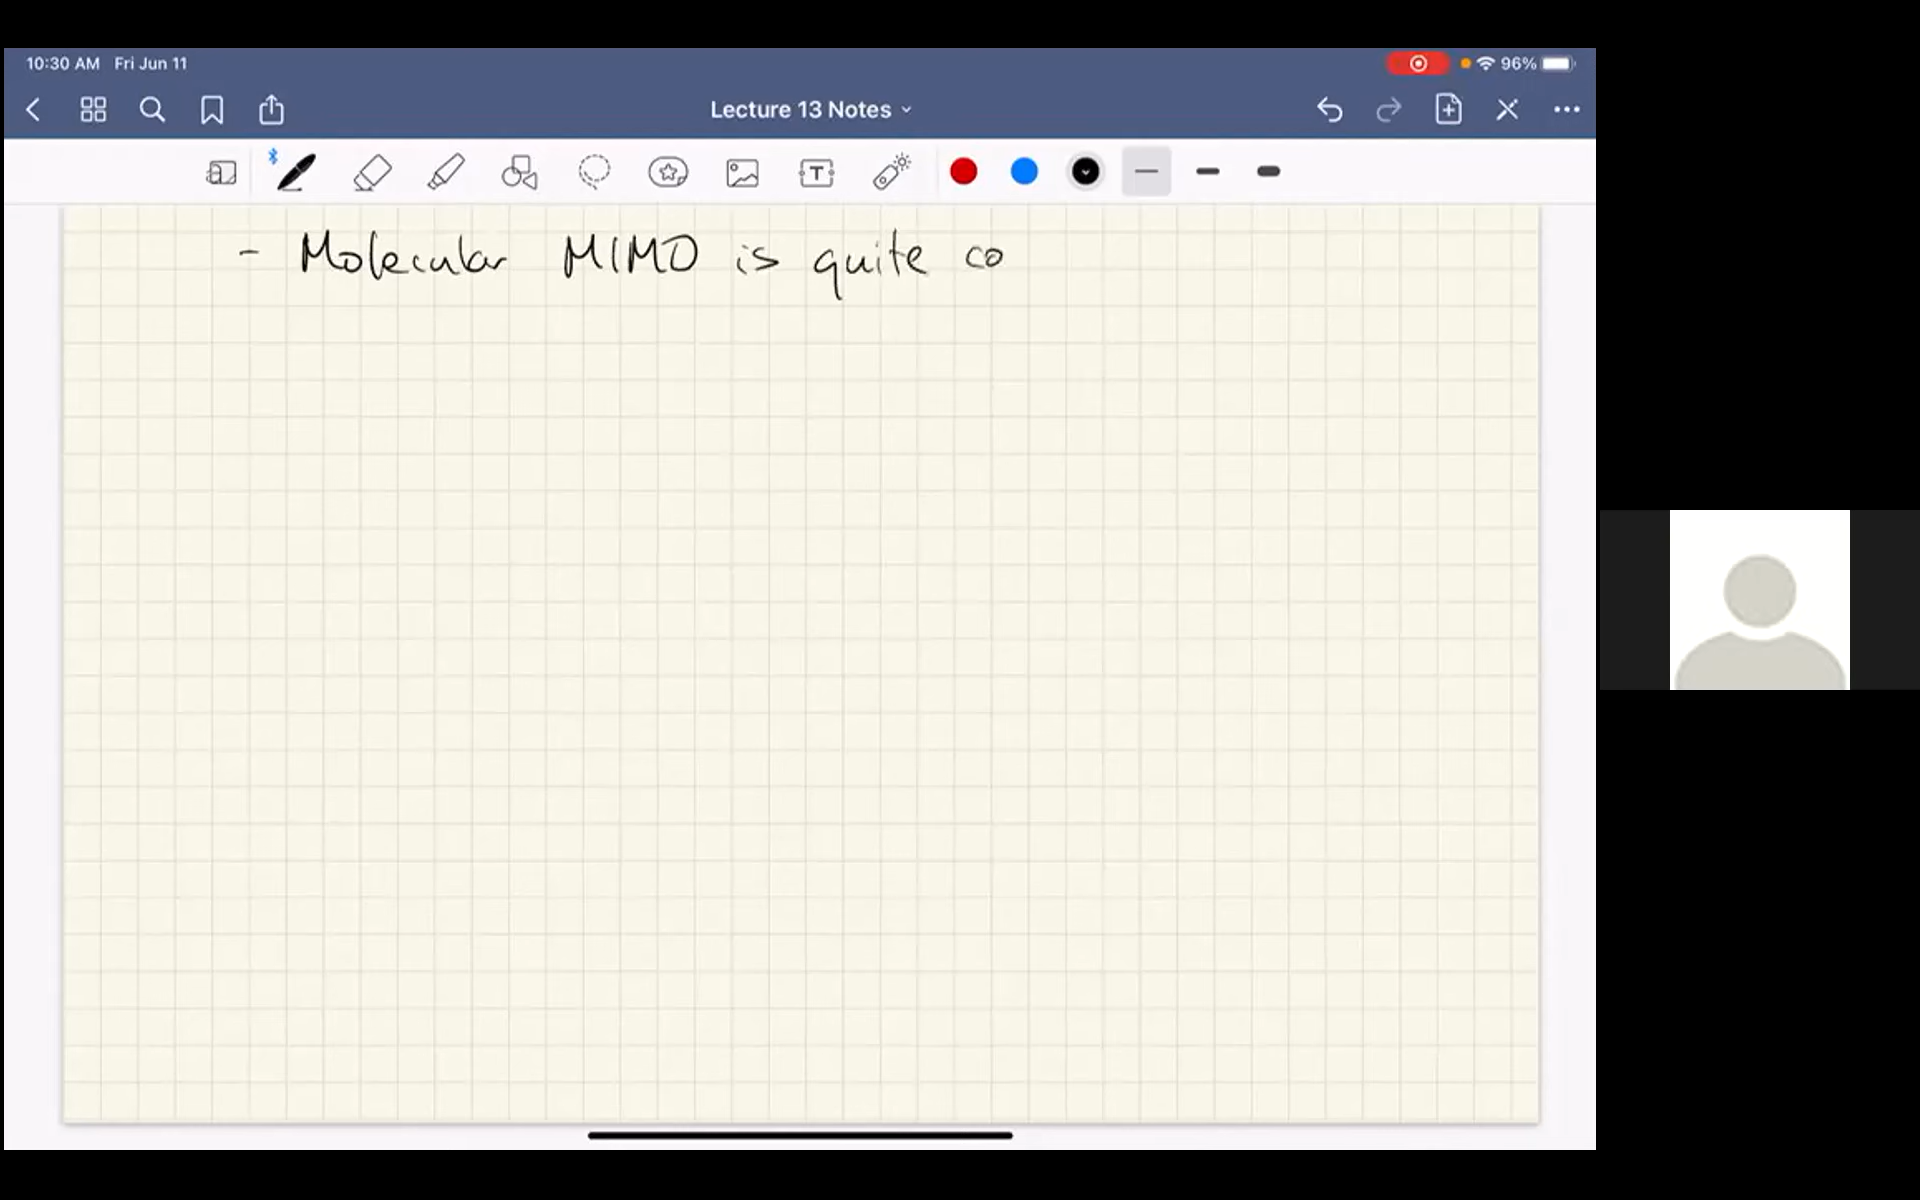 10:30 AM Fri Jun 11 96%
Lecture 13 Notes
- Molecular MIMO is quite co